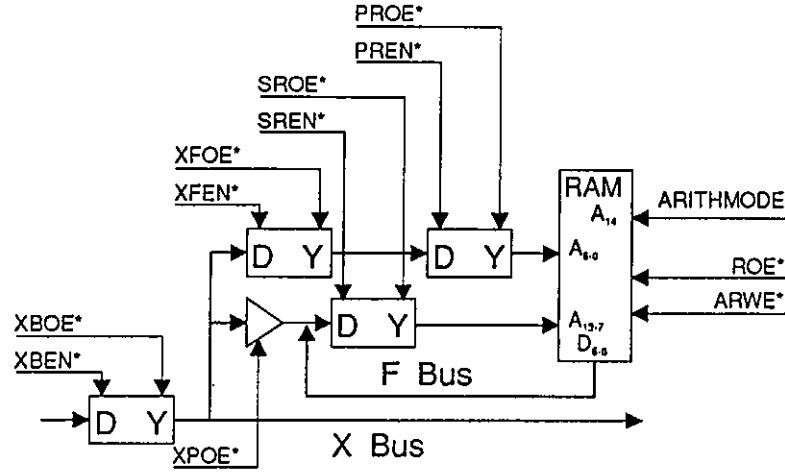 PROE*
PREN*
SROE*
SREN*
XFOE*
XFEN*
RAM
A14
ARITHMODE
D Y
D Y
A6-0
ROE*
XBOE*
D Y
A13-7
ARWE*
D6-0
XBEN*
F Bus
D Y
XPOE*
X Bus